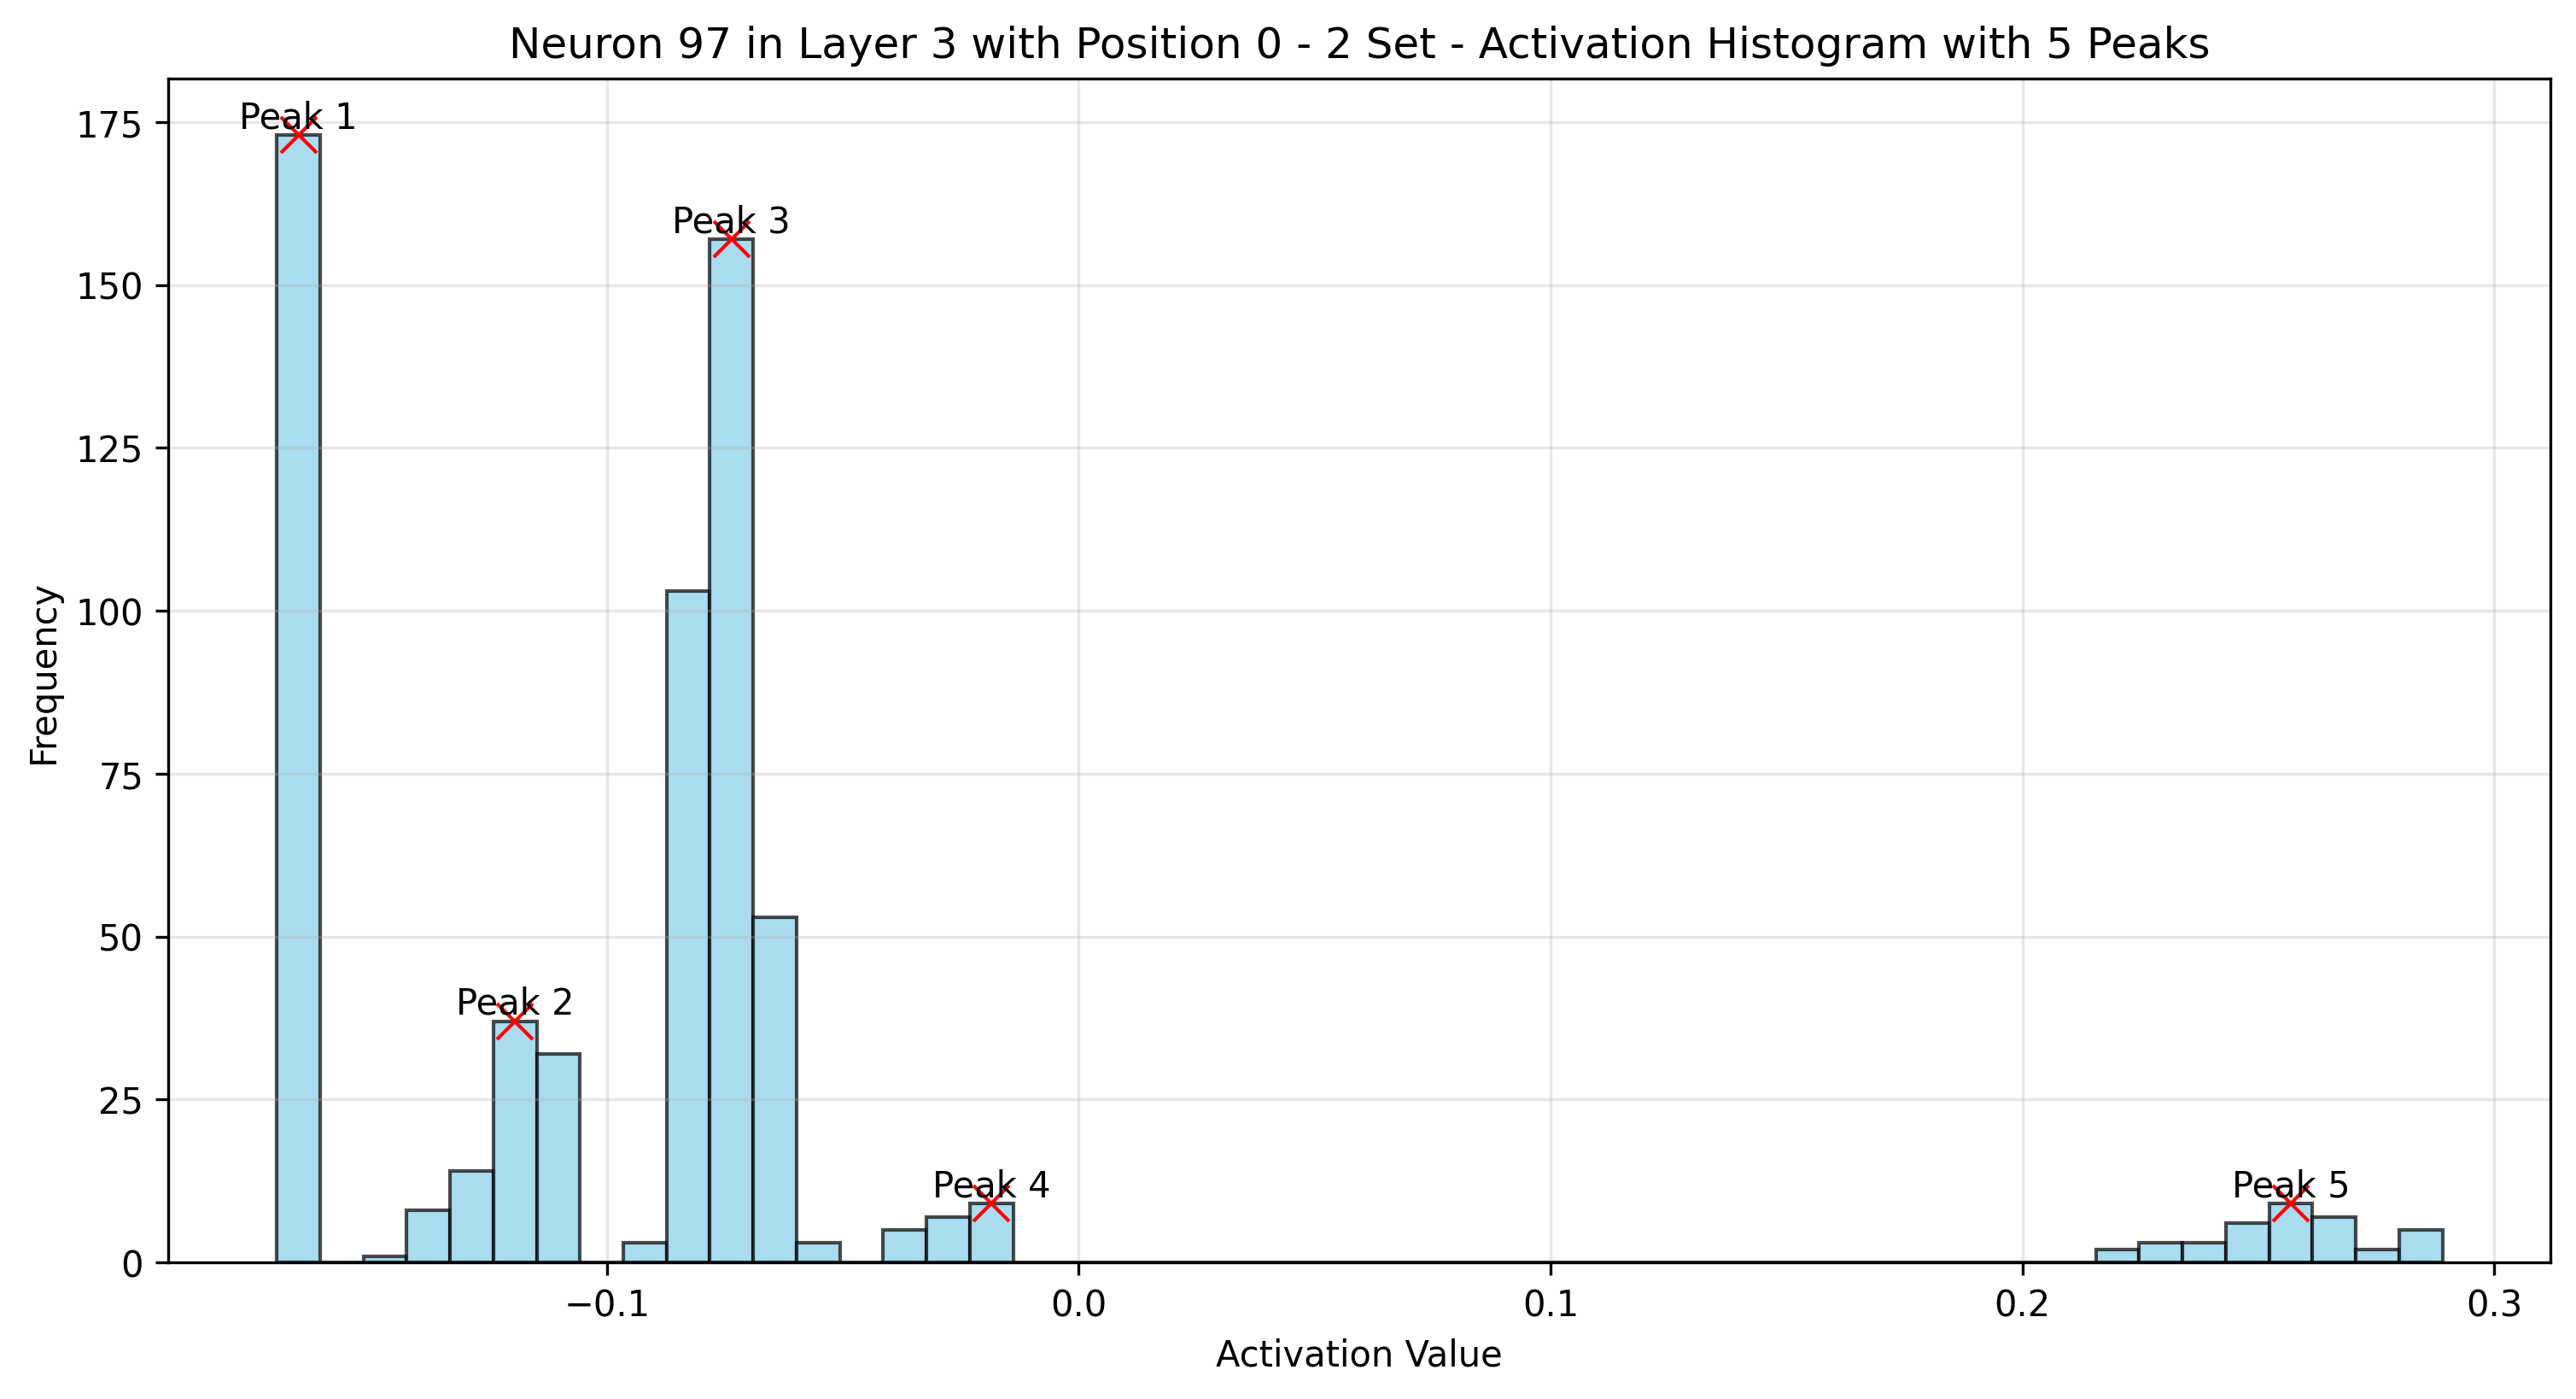 Neuron 97 in Layer 3 with Position 0 - 2 Set - Activation Histogram with 5 Peaks
Peak 1
175
Peak 3
150
125
100
75
50
Peak 2
25
Peak 4
Peak 5
0
Frequency
−0.1
0.0
0.1
0.2
0.3
Activation Value